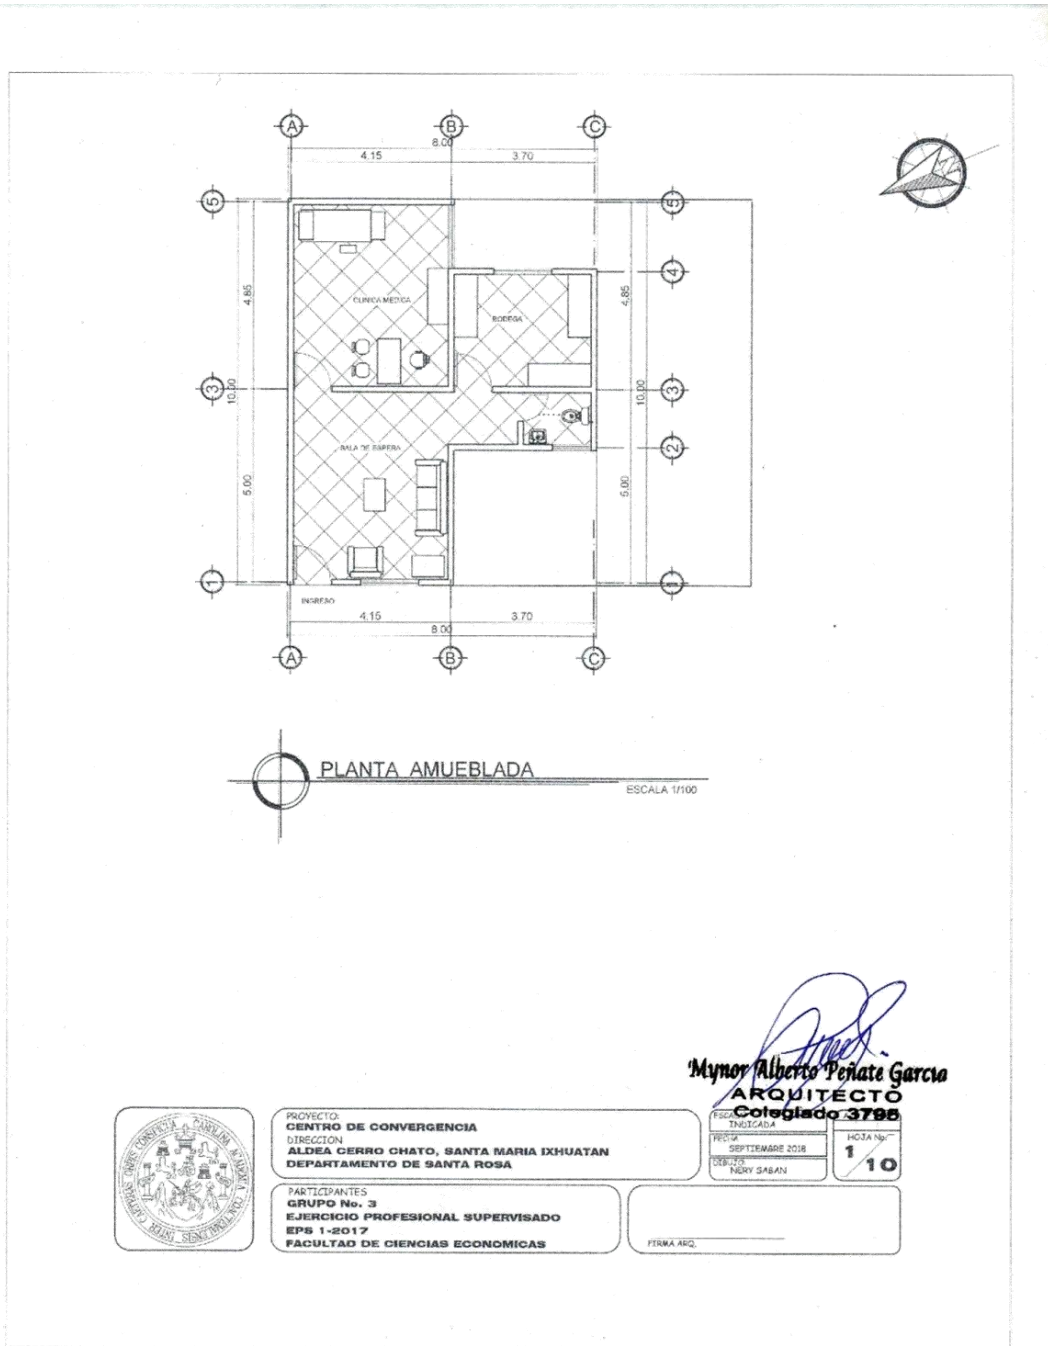 A B C
8.00
4.15 3.70
5 5
4
4.85 4.85
CLINICA MEDICA
BODEGA
3 3
10.00 10.00
2
SALA DE ESPERA
5.00 5.00
1 1
INGRESO
4.15 3.70
8.00
A B C
PLANTA AMUEBLADA
ESCALA 1/100
Mynor Alberto Peñate Garcia
ARQUITECTO
Colegiado 3798
PROYECTO:
CENTRO DE CONVERGENCIA
DIRECCION
ALDEA CERRO CHATO, SANTA MARIA IXHUATAN
DEPARTAMENTO DE SANTA ROSA
INDICADA
FECHA
SEPTIEMBRE 2018
DIBUJO:
NERY SABAN
HOJA No.
1
10
PARTICIPANTES
GRUPO No. 3
EJERCICIO PROFESIONAL SUPERVISADO
EPS 1-2017
FACULTAD DE CIENCIAS ECONOMICAS
FIRMA ARQ.